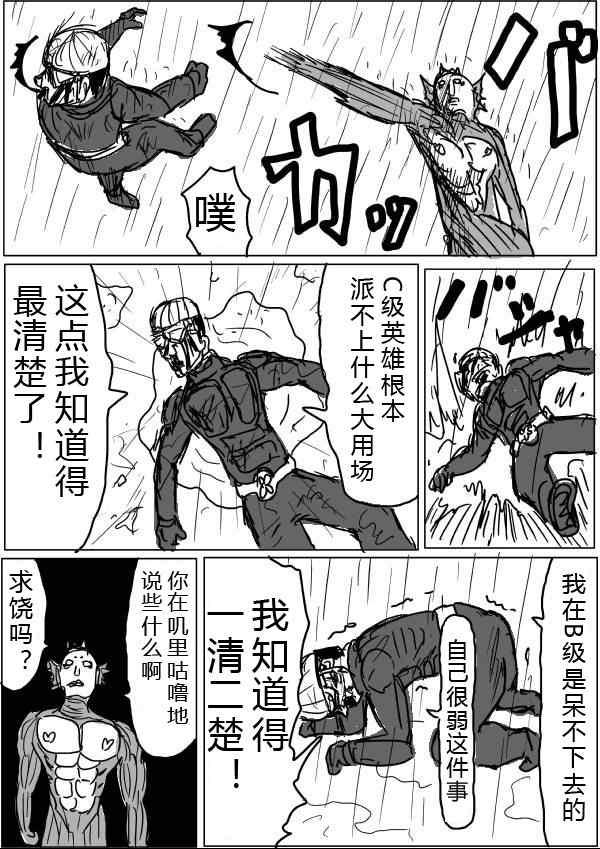 バ
バ
カッ
噗
バシャ
C级英雄根本
派不上什么大用场
这点我知道得
最清楚了！
我在B级是呆不下去的
自己很弱这件事
我知道得
一清二楚！
你在叽里咕噜地
说些什么啊
求饶吗？